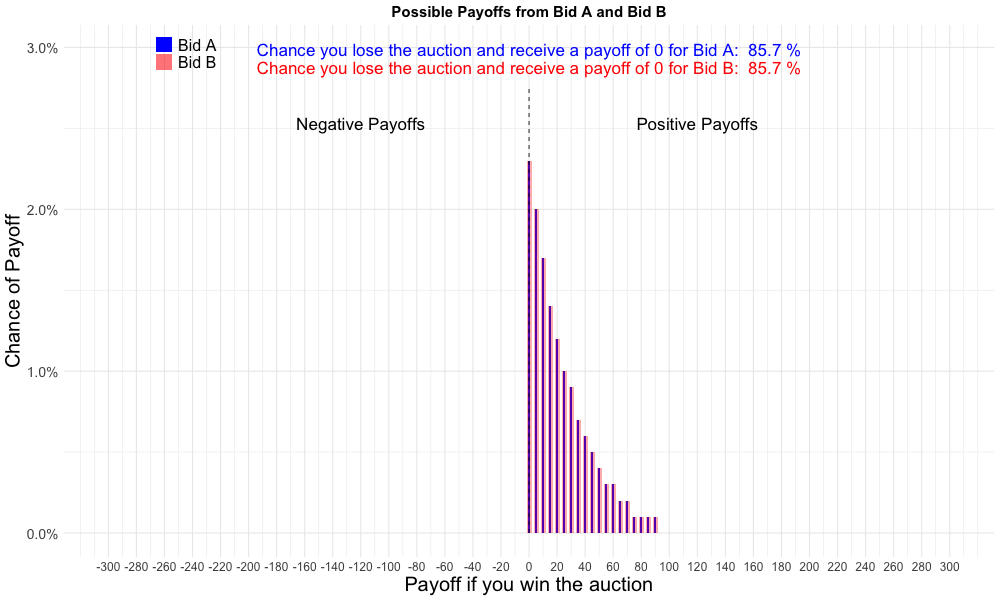 Possible Payoffs from Bid A and Bid B
Bid A
Bid B
Chance you lose the auction and receive a payoff of 0 for Bid A:  85.7 %
Chance you lose the auction and receive a payoff of 0 for Bid B:  85.7 %
Negative Payoffs
Positive Payoffs
Chance of Payoff
3.0%
2.0%
1.0%
0.0%
-300 -280 -260 -240 -220 -200 -180 -160 -140 -120 -100 -80 -60 -40 -20 0 20 40 60 80 100 120 140 160 180 200 220 240 260 280 300
Payoff if you win the auction